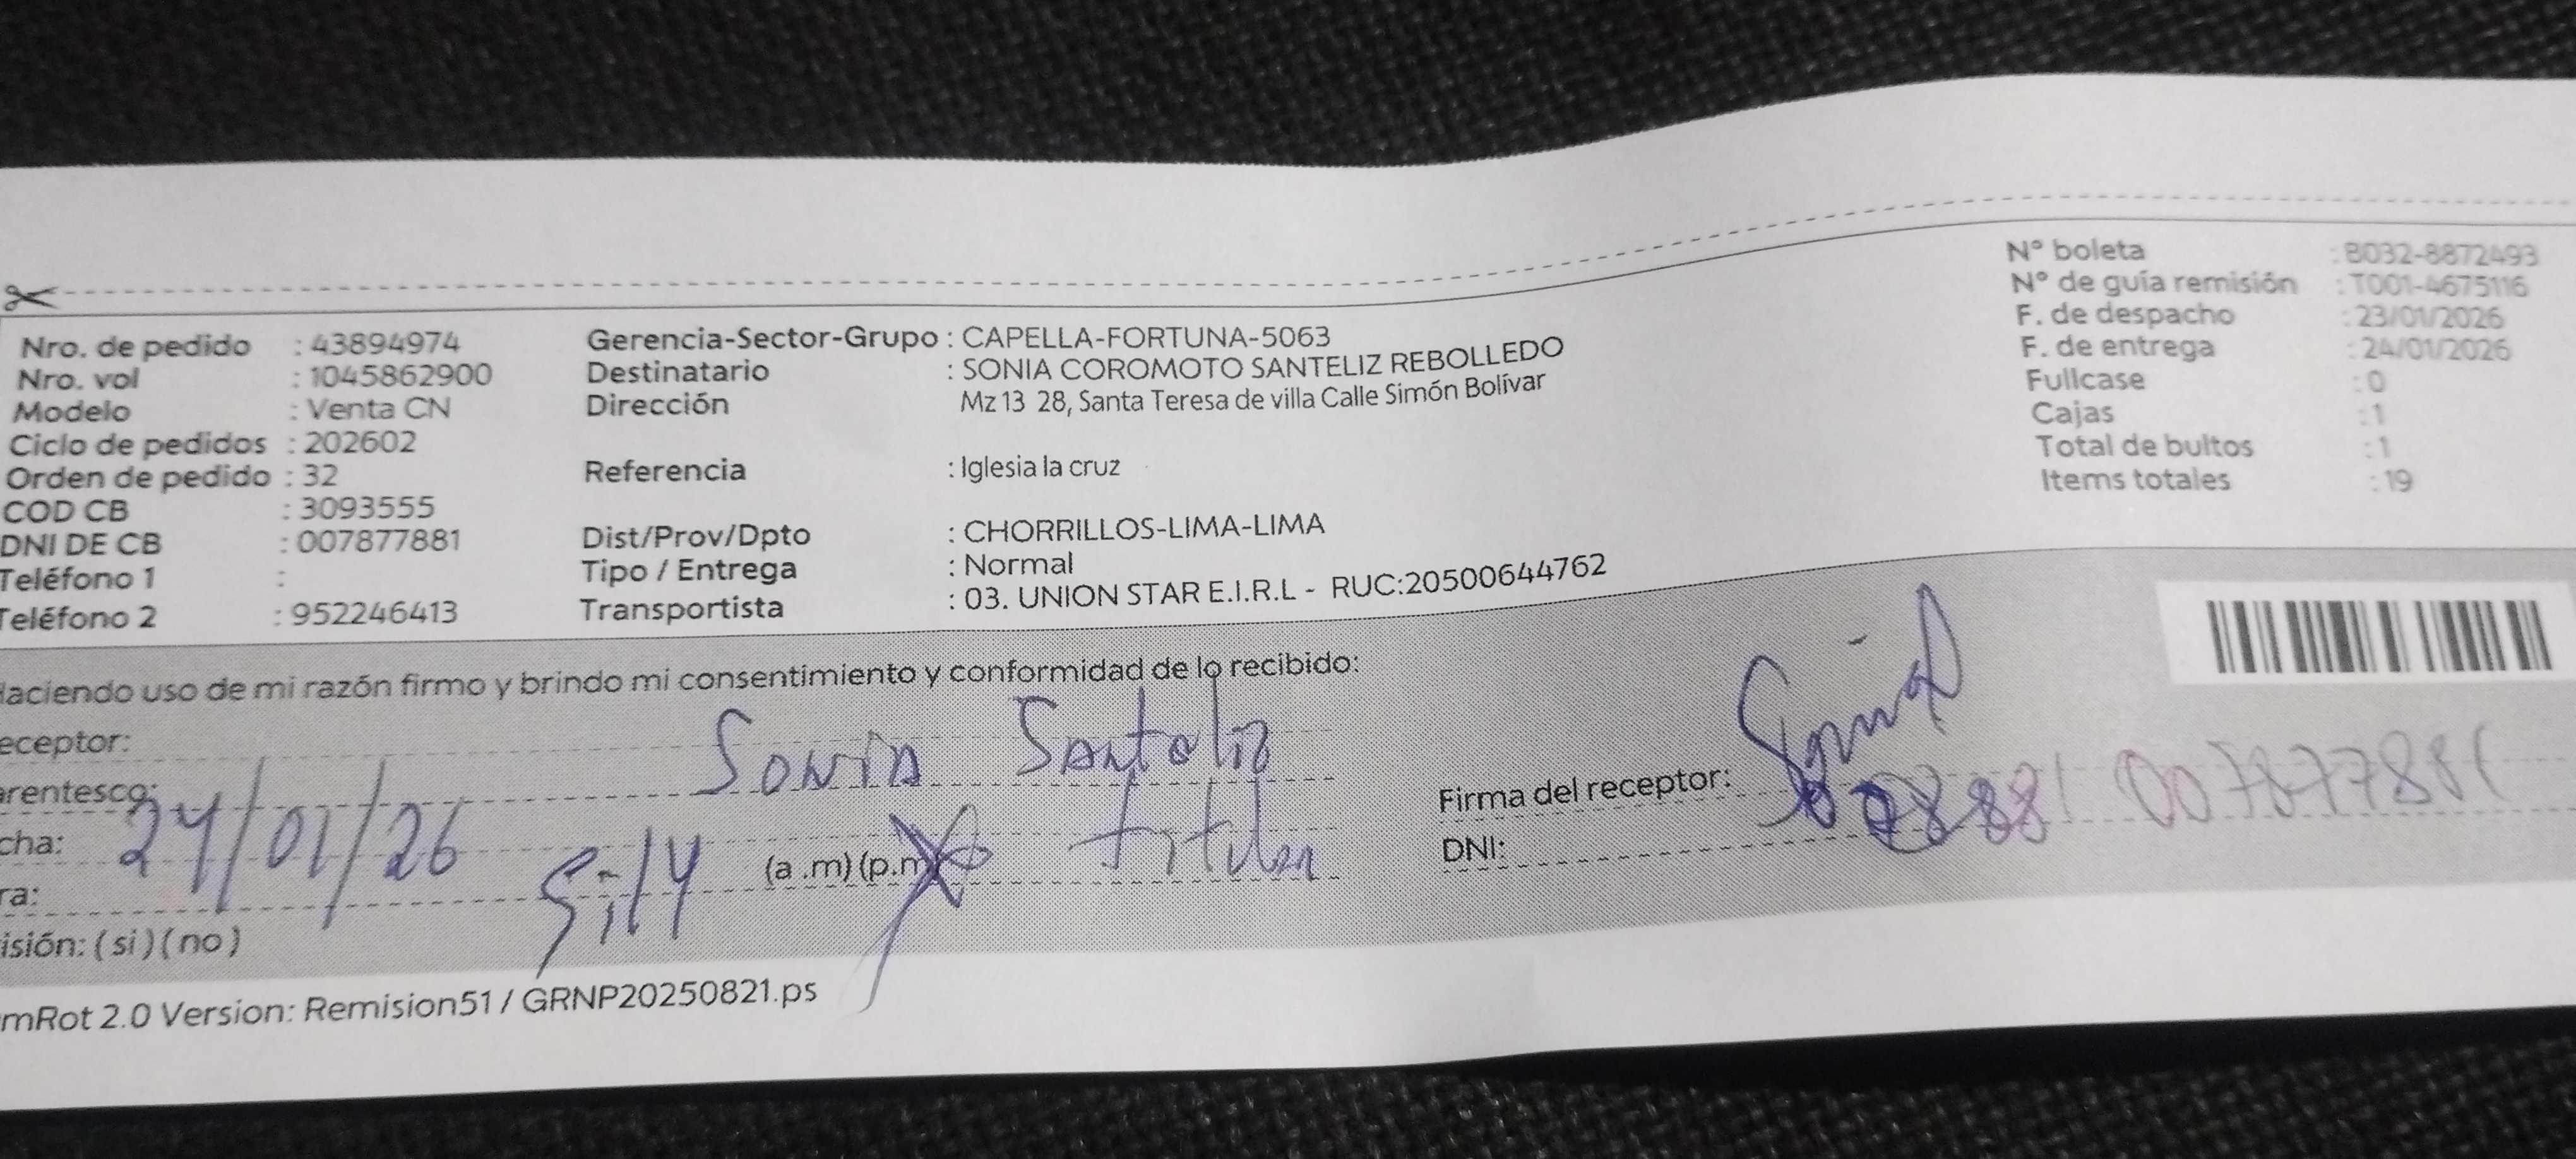 Nro. de pedido : 43894974
Nro. vol : 1045862900
Modelo : Venta CN
Ciclo de pedidos : 202602
Orden de pedido : 32
COD CB : 3093555
DNI DE CB : 007877881
Teléfono 1 :
Teléfono 2 : 952246413
Gerencia-Sector-Grupo : CAPELLA-FORTUNA-5063
Destinatario : SONIA COROMOTO SANTELIZ REBOLLEDO
Dirección Mz 13 28, Santa Teresa de villa Calle Simón Bolívar
Referencia : Iglesia la cruz
Dist/Prov/Dpto : CHORRILLOS-LIMA-LIMA
Tipo / Entrega : Normal
Transportista : 03. UNION STAR E.I.R.L - RUC:20500644762
N° boleta : B032-8872493
N° de guía remisión : T001-4675116
F. de despacho : 23/01/2026
F. de entrega : 24/01/2026
Fullcase : 0
Cajas : 1
Total de bultos : 1
Items totales : 19
Haciendo uso de mi razón firmo y brindo mi consentimiento y conformidad de lo recibido:
eceptor: Sonia Santeliz
arentesco: titular
cha: 24/01/26
ra: (a .m) (p.m)
isión: ( si ) ( no )
Firma del receptor: Sonia
DNI: 007877881
mRot 2.0 Version: Remision51 / GRNP20250821.ps